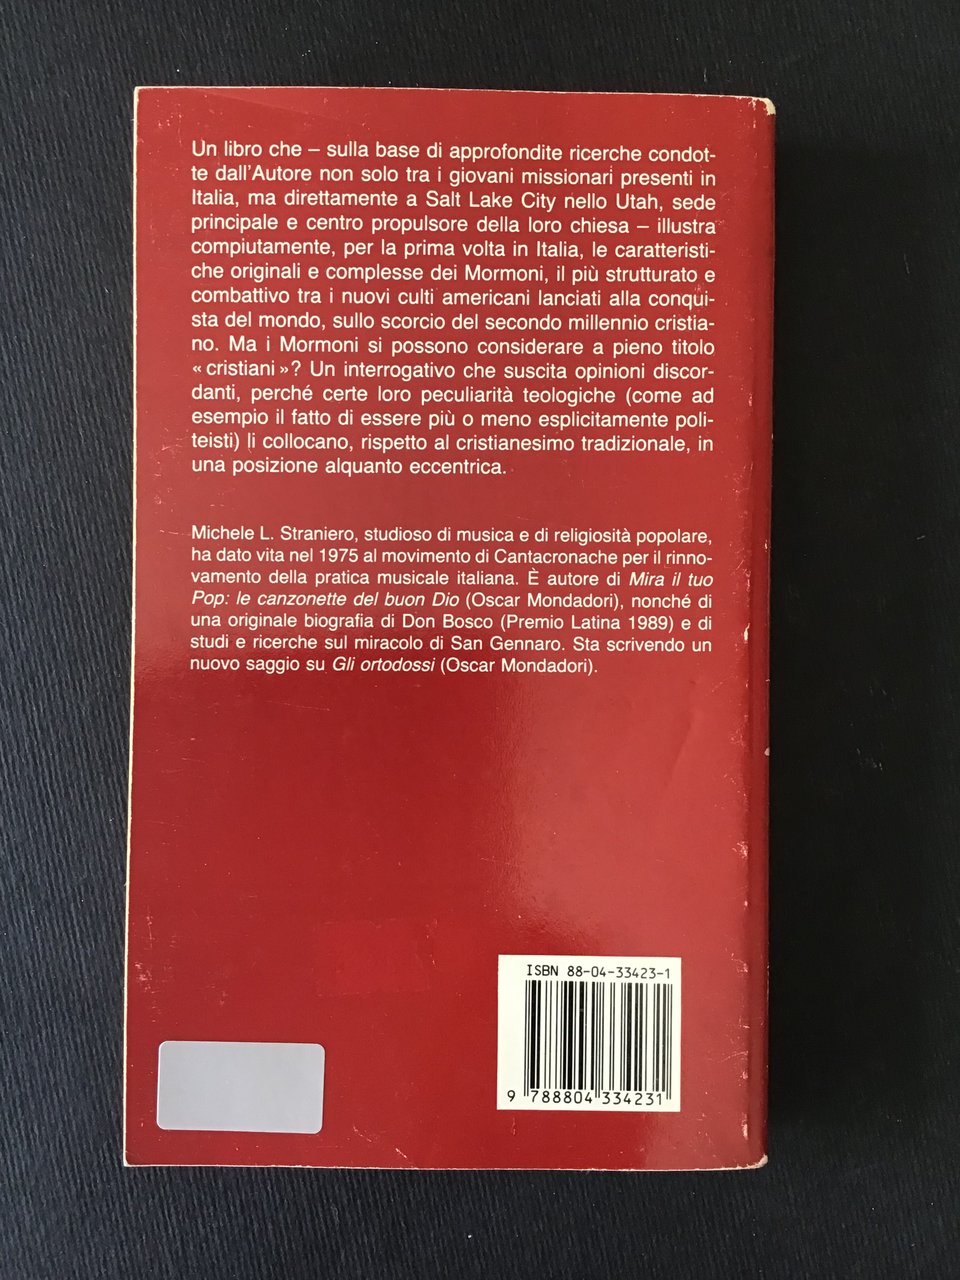 Un libro che – sulla base di approfondite ricerche condot-
te dall'Autore non solo tra i giovani missionari presenti in
Italia, ma direttamente a Salt Lake City nello Utah, sede
principale e centro propulsore della loro chiesa – illustra
compiutamente, per la prima volta in Italia, le caratteristi-
che originali e complesse dei Mormoni, il più strutturato e
combattivo tra i nuovi culti americani lanciati alla conqui-
sta del mondo, sullo scorcio del secondo millennio cristia-
no. Ma i Mormoni si possono considerare a pieno titolo
« cristiani »? Un interrogativo che suscita opinioni discor-
danti, perché certe loro peculiarità teologiche (come ad
esempio il fatto di essere più o meno esplicitamente poli-
teisti) li collocano, rispetto al cristianesimo tradizionale, in
una posizione alquanto eccentrica.
Michele L. Straniero, studioso di musica e di religiosità popolare,
ha dato vita nel 1975 al movimento di Cantacronache per il rinno-
vamento della pratica musicale italiana. È autore di Mira il tuo
Pop: le canzonette del buon Dio (Oscar Mondadori), nonché di
una originale biografia di Don Bosco (Premio Latina 1989) e di
studi e ricerche sul miracolo di San Gennaro. Sta scrivendo un
nuovo saggio su Gli ortodossi (Oscar Mondadori).
ISBN 88-04-33423-1
9 788804 334231